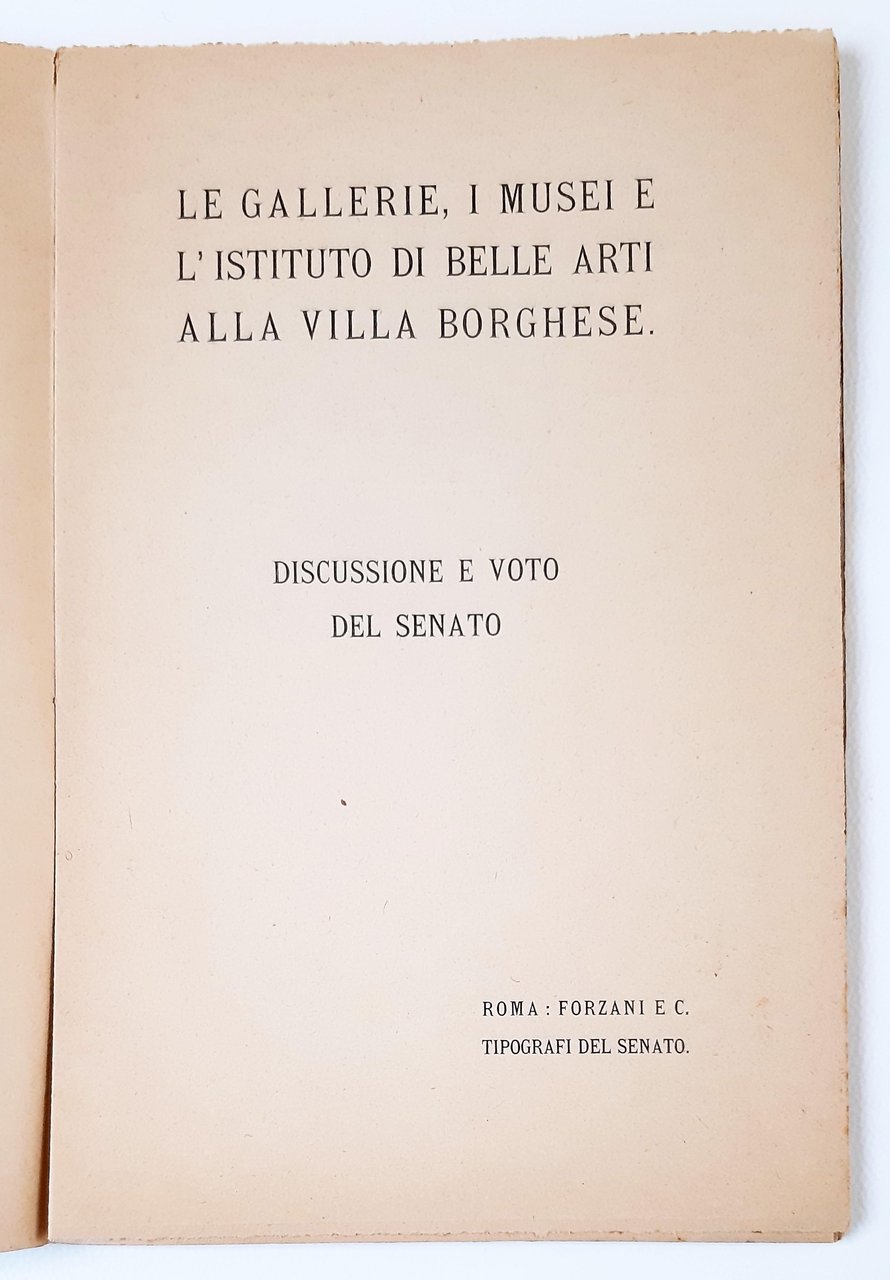 LE GALLERIE, I MUSEI E
L'ISTITUTO DI BELLE ARTI
ALLA VILLA BORGHESE.
DISCUSSIONE E VOTO
DEL SENATO
ROMA: FORZANI E C.
TIPOGRAFI DEL SENATO.